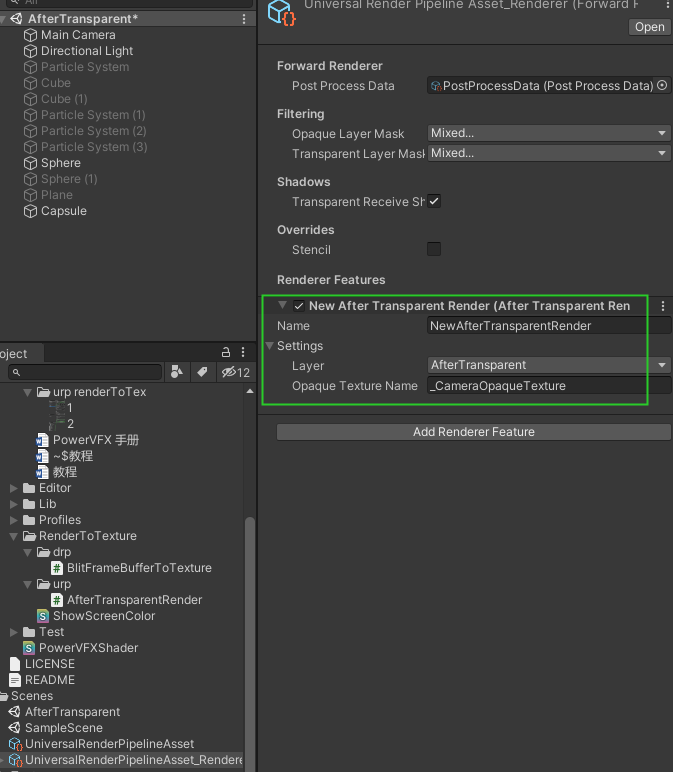 All
AfterTransparent*
Main Camera
Directional Light
Particle System
Cube
Cube (1)
Particle System (1)
Particle System (2)
Particle System (3)
Sphere
Sphere (1)
Plane
Capsule
oject
12
urp renderToTex
1
2
PowerVFX 手册
~$教程
教程
Editor
Lib
Profiles
RenderToTexture
drp
BlitFrameBufferToTexture
urp
AfterTransparentRender
ShowScreenColor
Test
PowerVFXShader
LICENSE
README
Scenes
AfterTransparent
SampleScene
UniversalRenderPipelineAsset
UniversalRenderPipelineAsset_Rendere
Universal Render Pipeline Asset_Renderer (Forward R
Open
Forward Renderer
Post Process Data PostProcessData (Post Process Data)
Filtering
Opaque Layer Mask Mixed...
Transparent Layer Mask Mixed...
Shadows
Transparent Receive Sh
Overrides
Stencil
Renderer Features
New After Transparent Render (After Transparent Ren
Name NewAfterTransparentRender
Settings
Layer AfterTransparent
Opaque Texture Name _CameraOpaqueTexture
Add Renderer Feature